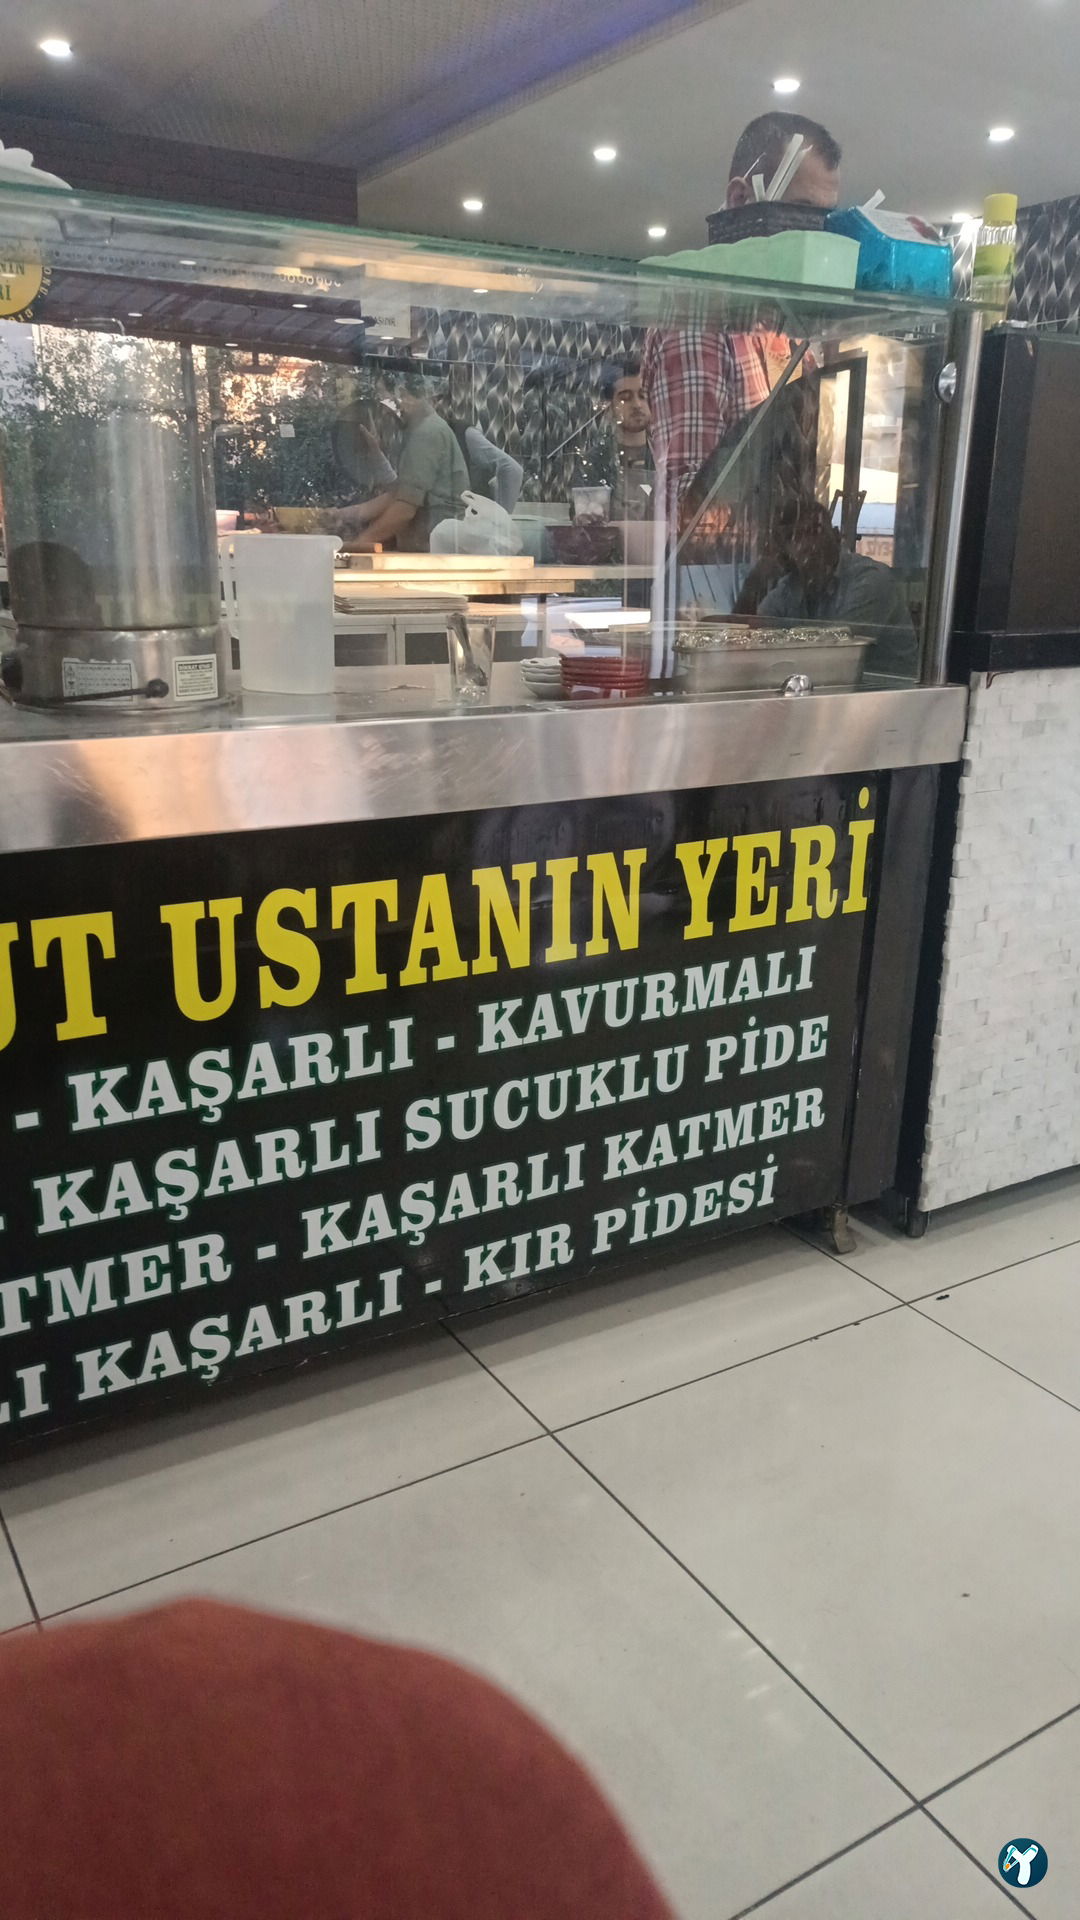 UT USTANIN YERİ
- KAŞARLI - KAVURMALI
- KAŞARLI SUCUKLU PİDE
TMER - KAŞARLI KATMER
LI KAŞARLI - KIR PİDESİ